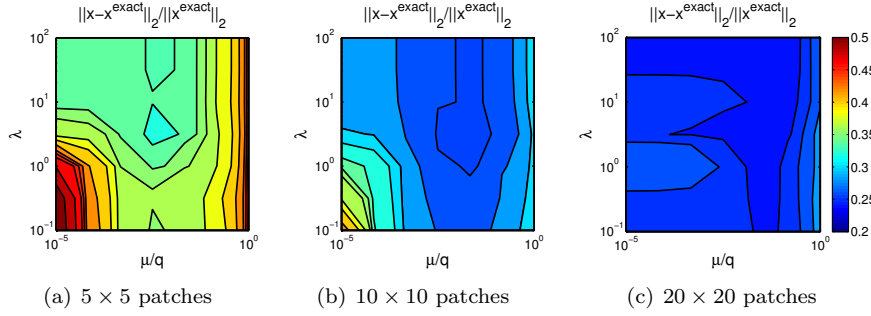 ||x-x^exact||_2/||x^exact||_2 ||x-x^exact||_2/||x^exact||_2 ||x-x^exact||_2/||x^exact||_2
10^2 10^2 10^2 0.5
0.45
10^1 10^1 10^1 0.4
λ λ λ 0.35
10^0 10^0 10^0 0.3
0.25
10^-1 10^-1 10^-1 0.2
10^-5 10^0 10^-5 10^0 10^-5 10^0
μ/q μ/q μ/q
(a) 5 × 5 patches (b) 10 × 10 patches (c) 20 × 20 patches